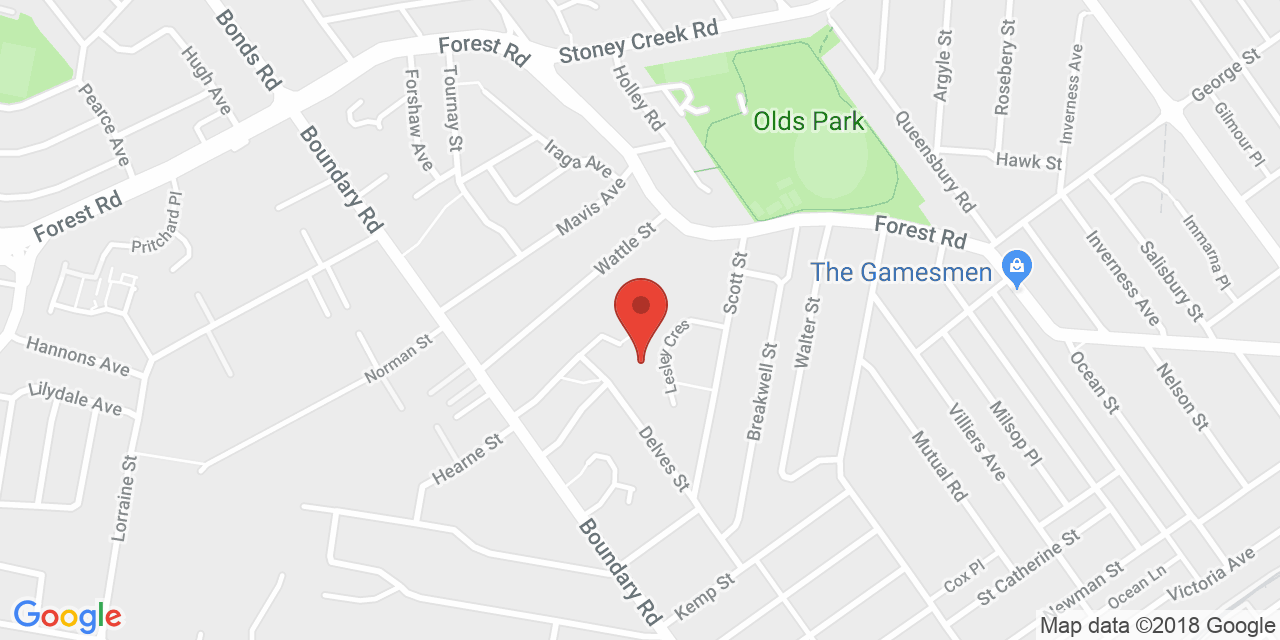 Bonds Rd
Forest Rd
Stoney Creek Rd
Hugh Ave
Pearce Ave
Forshaw Ave
Tournay St
Holley Rd
Argyle St
Rosebery St
Inverness Ave
George St
Gilmour Pl
Olds Park
Queensbury Rd
Hawk St
Iraga Ave
Boundary Rd
Mavis Ave
Forest Rd
Pritchard Pl
Wattle St
Forest Rd
Immarna Pl
Salisbury St
Inverness Ave
The Gamesmen
Scott St
Walter St
Hannons Ave
Norman St
Lesley Cres
Lilydale Ave
Breakwell St
Ocean St
Nelson St
Milsop Pl
Villiers Ave
Mutual Rd
Hearne St
Delves St
Lorraine St
Boundary Rd
Kemp St
Cox Pl
St Catherine St
Newman St
Ocean Ln
Victoria Ave
Google
Map data ©2018 Google